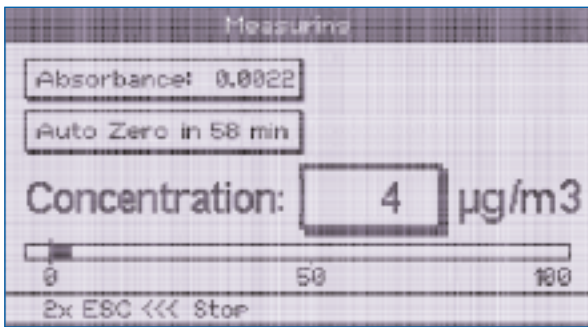 Measuring
Absorbance: 0.0022
Auto Zero in 58 min
Concentration: 4 µg/m3
0 50 100
2x ESC <<< Stop